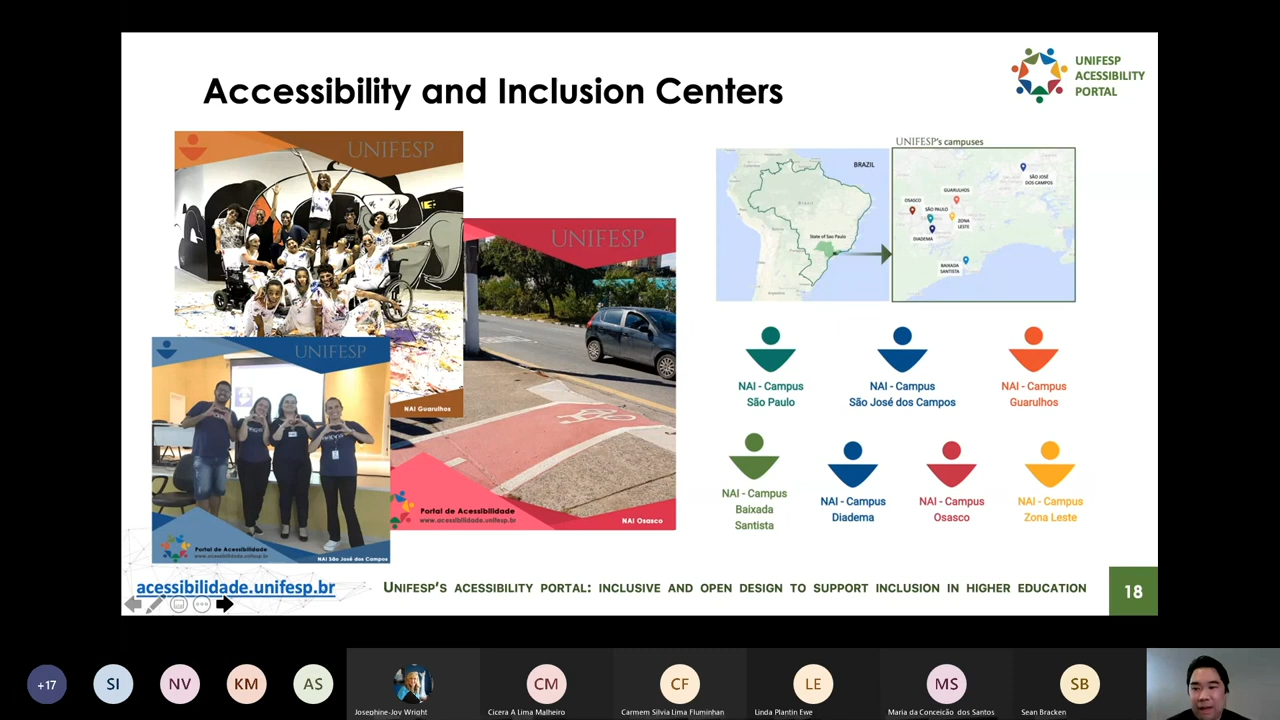 Accessibility and Inclusion Centers
UNIFESP
ACESSIBILITY
PORTAL
UNIFESP
NAI Guarulhos
UNIFESP
Portal de Acessibilidade
www.acessibilidade.unifesp.br
NAI Osasco
UNIFESP
Portal de Acessibilidade
www.acessibilidade.unifesp.br
NAI São José dos Campos
UNIFESP's campuses
BRAZIL
Brasil
State of Sao Paulo
SÃO JOSÉ
DOS CAMPOS
GUARULHOS
OSASCO
SÃO PAULO
ZONA
LESTE
DIADEMA
BAIXADA
SANTISTA
NAI - Campus
São Paulo
NAI - Campus
São José dos Campos
NAI - Campus
Guarulhos
NAI - Campus
Baixada
Santista
NAI - Campus
Diadema
NAI - Campus
Osasco
NAI - Campus
Zona Leste
acessibilidade.unifesp.br
UNIFESP'S ACESSIBILITY PORTAL: INCLUSIVE AND OPEN DESIGN TO SUPPORT INCLUSION IN HIGHER EDUCATION
18
+17
SI
NV
KM
AS
CM
CF
LE
MS
SB
Josephine-Joy Wright
Cicera A Lima Malheiro
Carmem Silvia Lima Fluminhan
Linda Plantin Ewe
Maria da Conceicão dos Santos
Sean Bracken